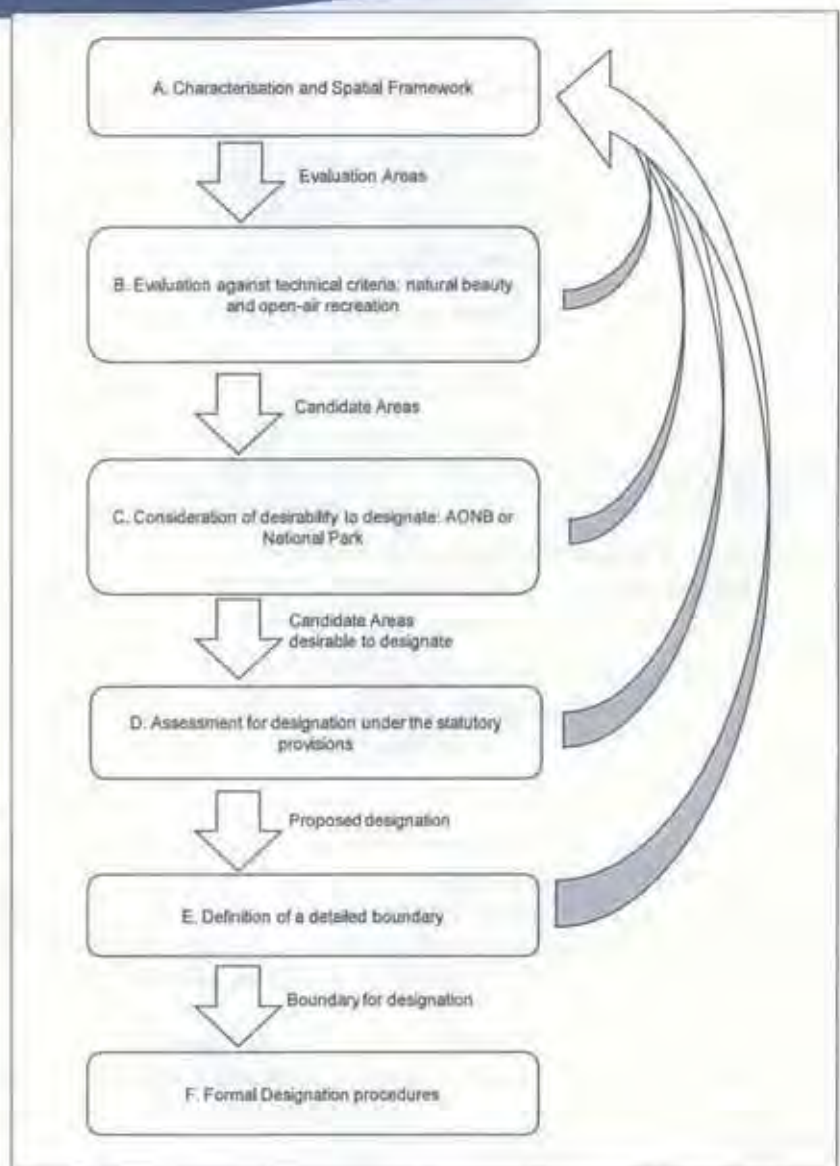 A. Characterisation and Spatial Framework
Evaluation Areas
B. Evaluation against technical criteria: natural beauty
and open-air recreation
Candidate Areas
C. Consideration of desirability to designate: AONB or
National Park
Candidate Areas
desirable to designate
D. Assessment for designation under the statutory
provisions
Proposed designation
E. Definition of a detailed boundary
Boundary for designation
F. Formal Designation procedures